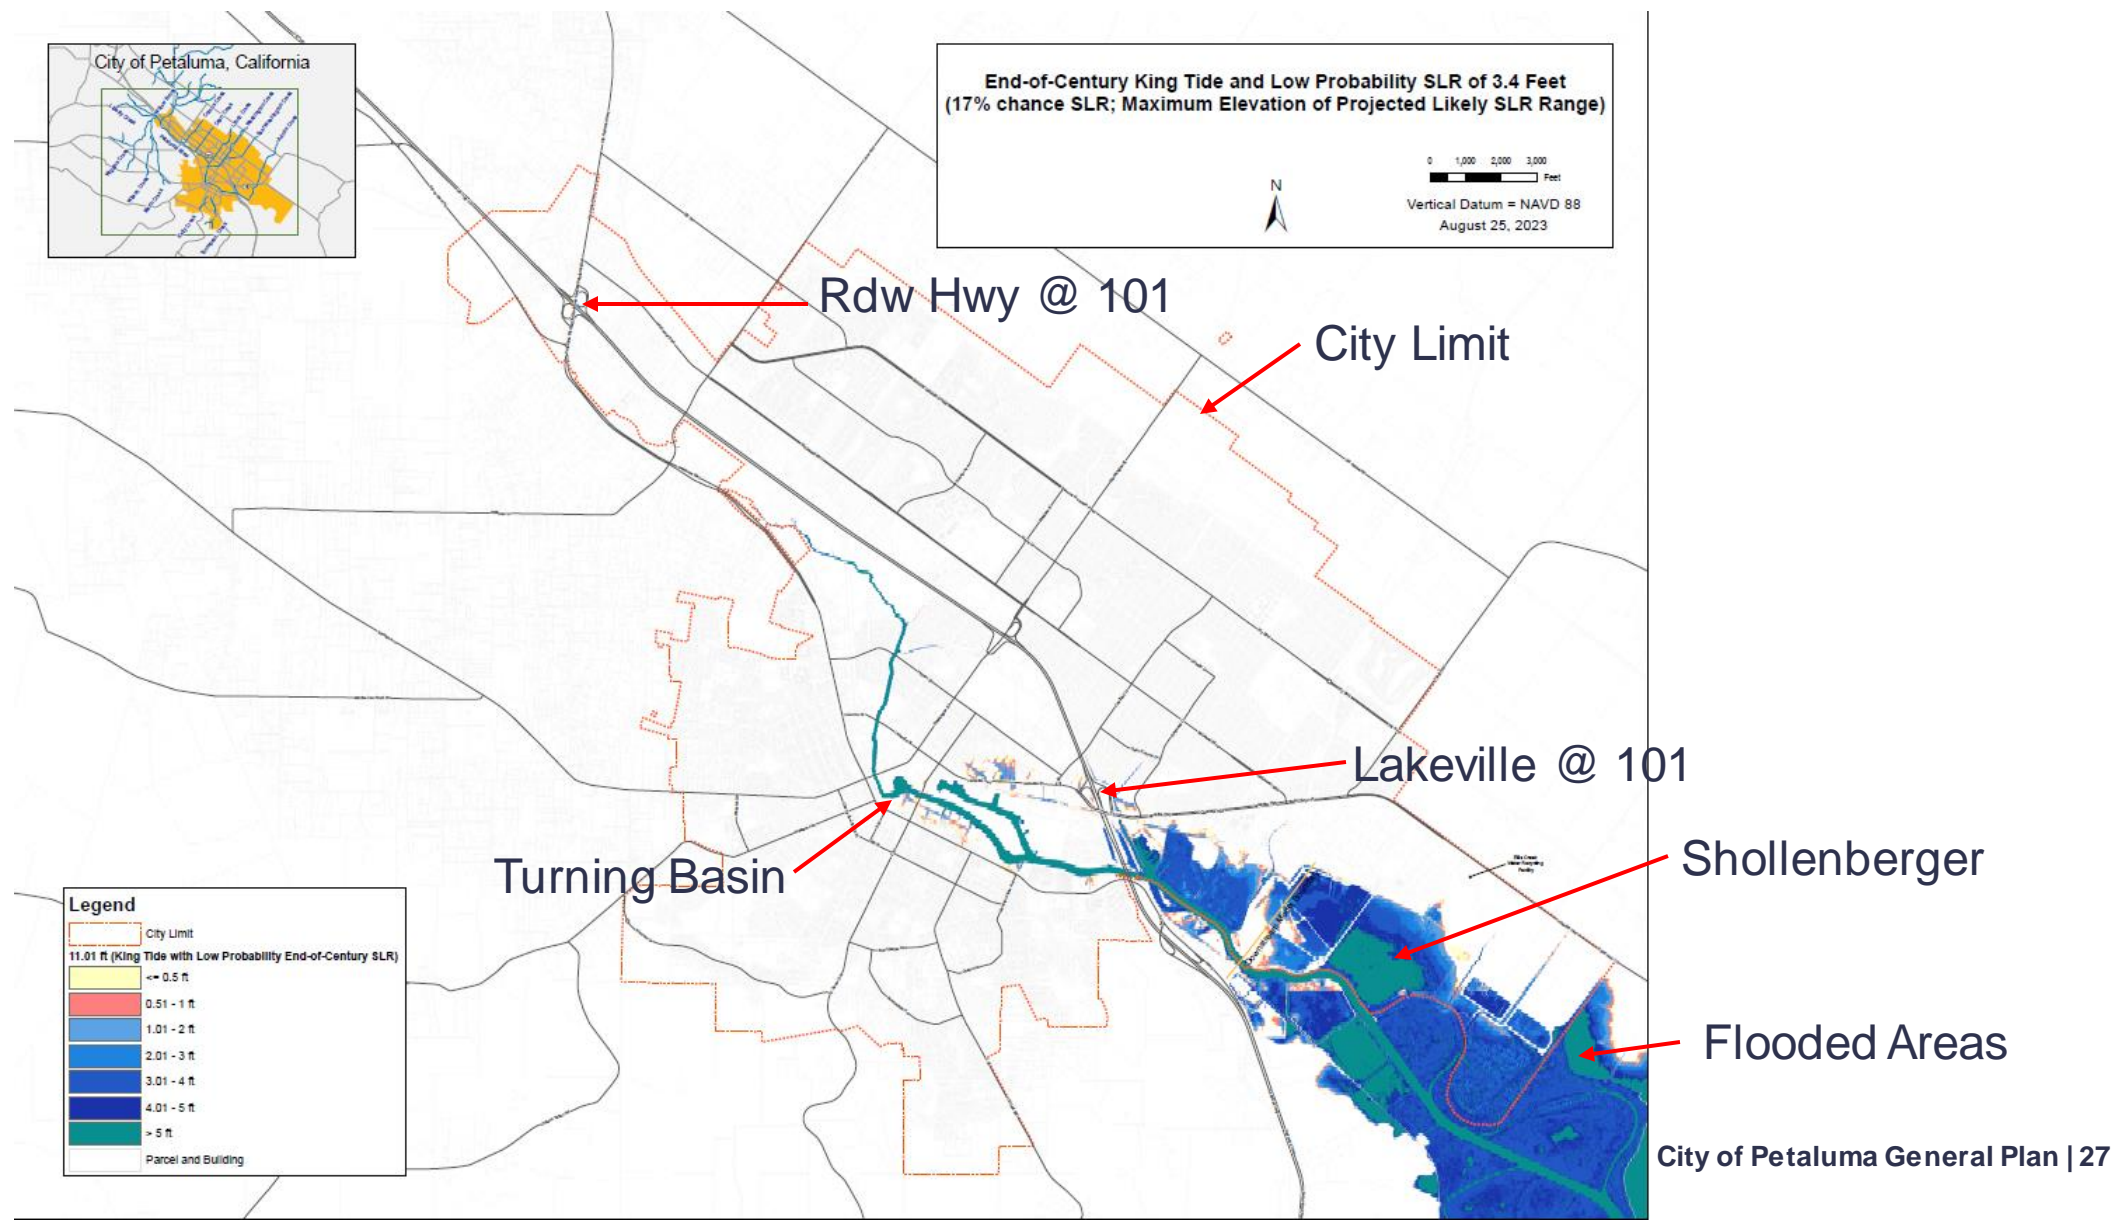 City of Petaluma, California
End-of-Century King Tide and Low Probability SLR of 3.4 Feet
(17% chance SLR; Maximum Elevation of Projected Likely SLR Range)
0 1,000 2,000 3,000
Feet
N
Vertical Datum = NAVD 88
August 25, 2023
Rdw Hwy @ 101
City Limit
Lakeville @ 101
Turning Basin
Shollenberger
Flooded Areas
Legend
City Limit
11.01 ft (King Tide with Low Probability End-of-Century SLR)
<= 0.5 ft
0.51 - 1 ft
1.01 - 2 ft
2.01 - 3 ft
3.01 - 4 ft
4.01 - 5 ft
> 5 ft
Parcel and Building
City of Petaluma General Plan | 27